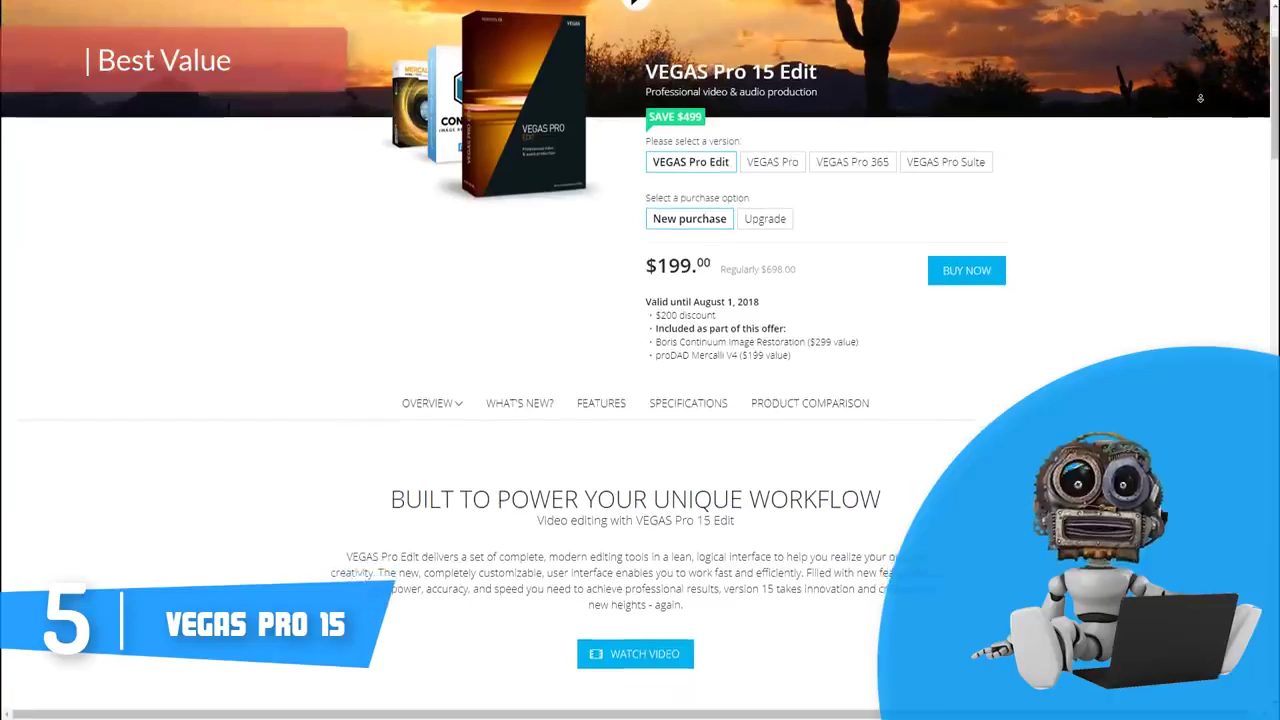 | Best Value
VEGAS Pro 15 Edit
Professional video & audio production
SAVE $499
Please select a version:
VEGAS Pro Edit
VEGAS Pro
VEGAS Pro 365
VEGAS Pro Suite
Select a purchase option
New purchase
Upgrade
$199.00
Regularly $698.00
BUY NOW
Valid until August 1, 2018
• $200 discount
• Included as part of this offer:
• Boris Continuum Image Restoration ($299 value)
• proDAD Mercalli V4 ($199 value)
VEGAS
VEGAS PRO
EDIT
OVERVIEW
WHAT'S NEW?
FEATURES
SPECIFICATIONS
PRODUCT COMPARISON
BUILT TO POWER YOUR UNIQUE WORKFLOW
Video editing with VEGAS Pro 15 Edit
VEGAS Pro Edit delivers a set of complete, modern editing tools in a lean, logical interface to help you realize your
creativity. The new, completely customizable, user interface enables you to work fast and efficiently. Filled with new
power, accuracy, and speed you need to achieve professional results, version 15 takes innovation and
new heights - again.
WATCH VIDEO
5
VEGAS PRO 15